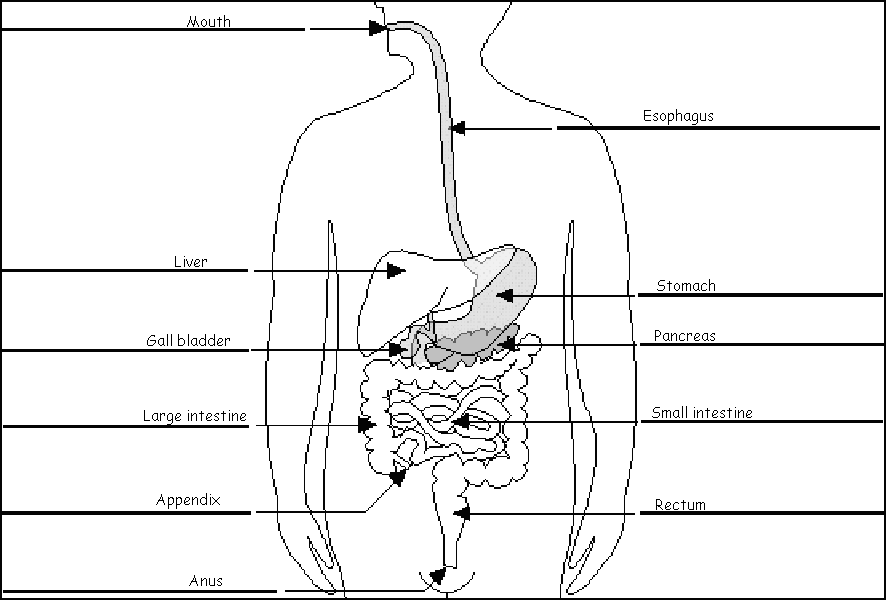 Mouth
Esophagus
Liver
Stomach
Gall bladder
Pancreas
Large intestine
Small intestine
Appendix
Rectum
Anus